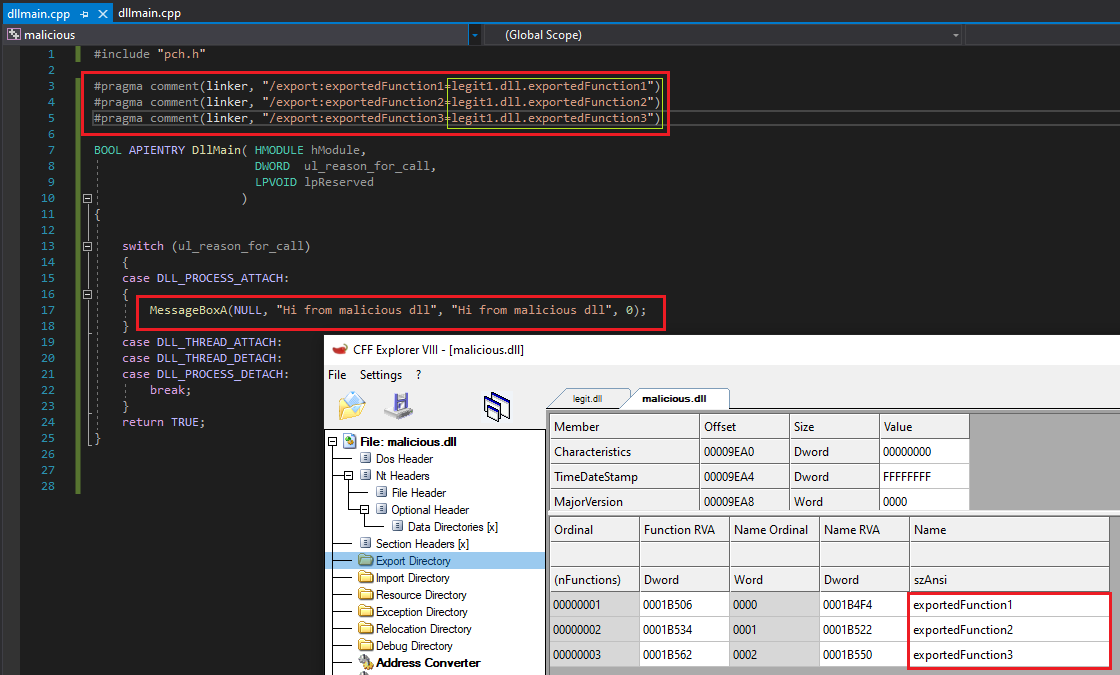 dllmain.cpp dllmain.cpp
malicious (Global Scope)
1 #include "pch.h"
2
3 #pragma comment(linker, "/export:exportedFunction1=legit1.dll.exportedFunction1")
4 #pragma comment(linker, "/export:exportedFunction2=legit1.dll.exportedFunction2")
5 #pragma comment(linker, "/export:exportedFunction3=legit1.dll.exportedFunction3")
6
7 BOOL APIENTRY DllMain( HMODULE hModule,
8 DWORD ul_reason_for_call,
9 LPVOID lpReserved
10 )
11 {
12
13 switch (ul_reason_for_call)
14 {
15 case DLL_PROCESS_ATTACH:
16 {
17 MessageBoxA(NULL, "Hi from malicious dll", "Hi from malicious dll", 0);
18 }
19 case DLL_THREAD_ATTACH:
20 case DLL_THREAD_DETACH:
21 case DLL_PROCESS_DETACH:
22 break;
23 }
24 return TRUE;
25 }
26
27
28
CFF Explorer VIII - [malicious.dll]
File Settings ?
legit.dll malicious.dll
File: malicious.dll
Dos Header
Nt Headers
File Header
Optional Header
Data Directories [x]
Section Headers [x]
Export Directory
Import Directory
Resource Directory
Exception Directory
Relocation Directory
Debug Directory
Address Converter
Member Offset Size Value
Characteristics 00009EA0 Dword 00000000
TimeDateStamp 00009EA4 Dword FFFFFFFF
MajorVersion 00009EA8 Word 0000
Ordinal Function RVA Name Ordinal Name RVA Name
(nFunctions) Dword Word Dword szAnsi
00000001 0001B506 0000 0001B4F4 exportedFunction1
00000002 0001B534 0001 0001B522 exportedFunction2
00000003 0001B562 0002 0001B550 exportedFunction3